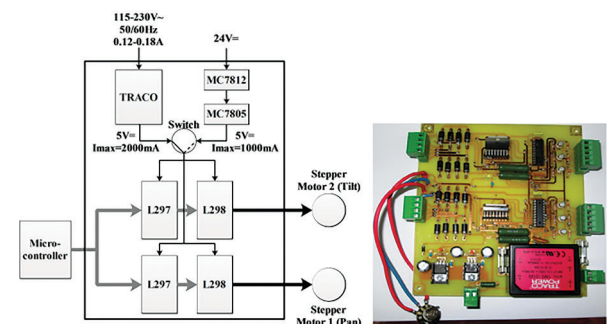 115-230V~
50/60Hz
0.12-0.18A
24V=
TRACO
MC7812
MC7805
Switch
5V=
Imax=2000mA
5V=
Imax=1000mA
Stepper
Motor 2 (Tilt)
L297
L298
Micro-
controller
L297
L298
Stepper
Motor 1 (Pan)
TRACO
POWER